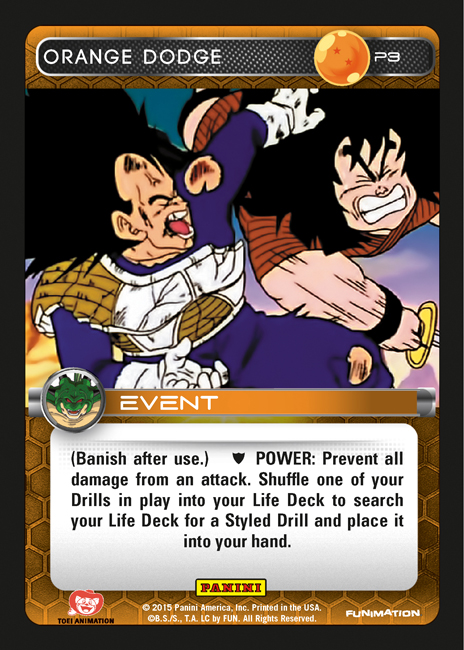 ORANGE DODGE
P3
EVENT
(Banish after use.) POWER: Prevent all
damage from an attack. Shuffle one of your
Drills in play into your Life Deck to search
your Life Deck for a Styled Drill and place it
into your hand.
PANINI
TOEI ANIMATION
© 2015 Panini America, Inc. Printed in the USA.
©B.S./S., T.A. LC by FUN. All Rights Reserved.
FUNIMATION